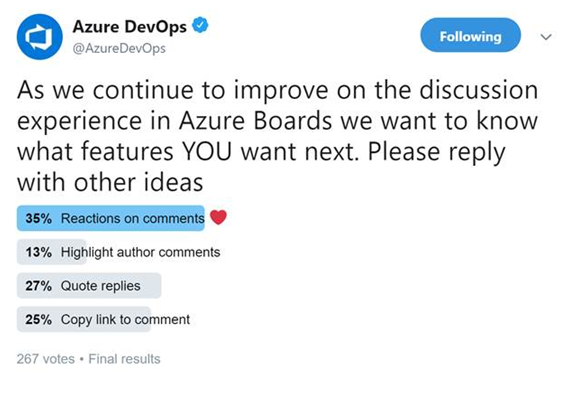 Azure DevOps
@AzureDevOps
Following
As we continue to improve on the discussion
experience in Azure Boards we want to know
what features YOU want next. Please reply
with other ideas
35% Reactions on comments ❤️
13% Highlight author comments
27% Quote replies
25% Copy link to comment
267 votes • Final results